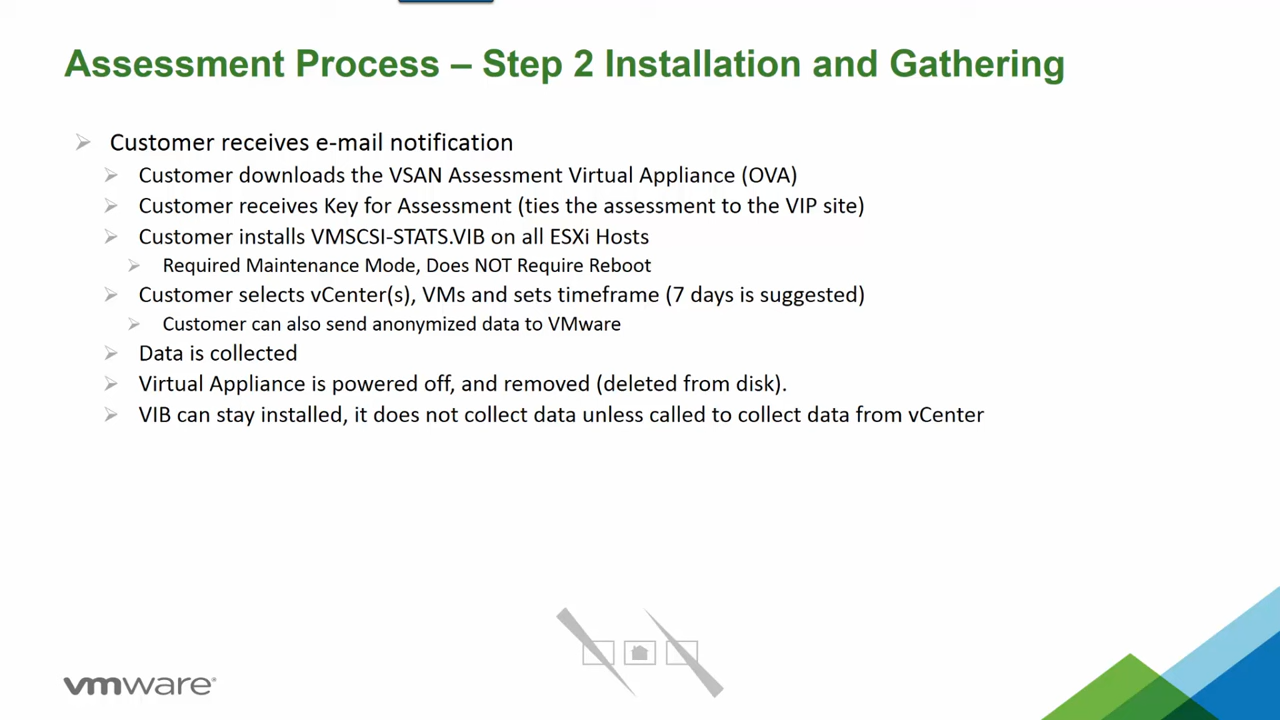 Assessment Process – Step 2 Installation and Gathering
Customer receives e-mail notification
Customer downloads the VSAN Assessment Virtual Appliance (OVA)
Customer receives Key for Assessment (ties the assessment to the VIP site)
Customer installs VMSCSI-STATS.VIB on all ESXi Hosts
Required Maintenance Mode, Does NOT Require Reboot
Customer selects vCenter(s), VMs and sets timeframe (7 days is suggested)
Customer can also send anonymized data to VMware
Data is collected
Virtual Appliance is powered off, and removed (deleted from disk).
VIB can stay installed, it does not collect data unless called to collect data from vCenter
vmware®